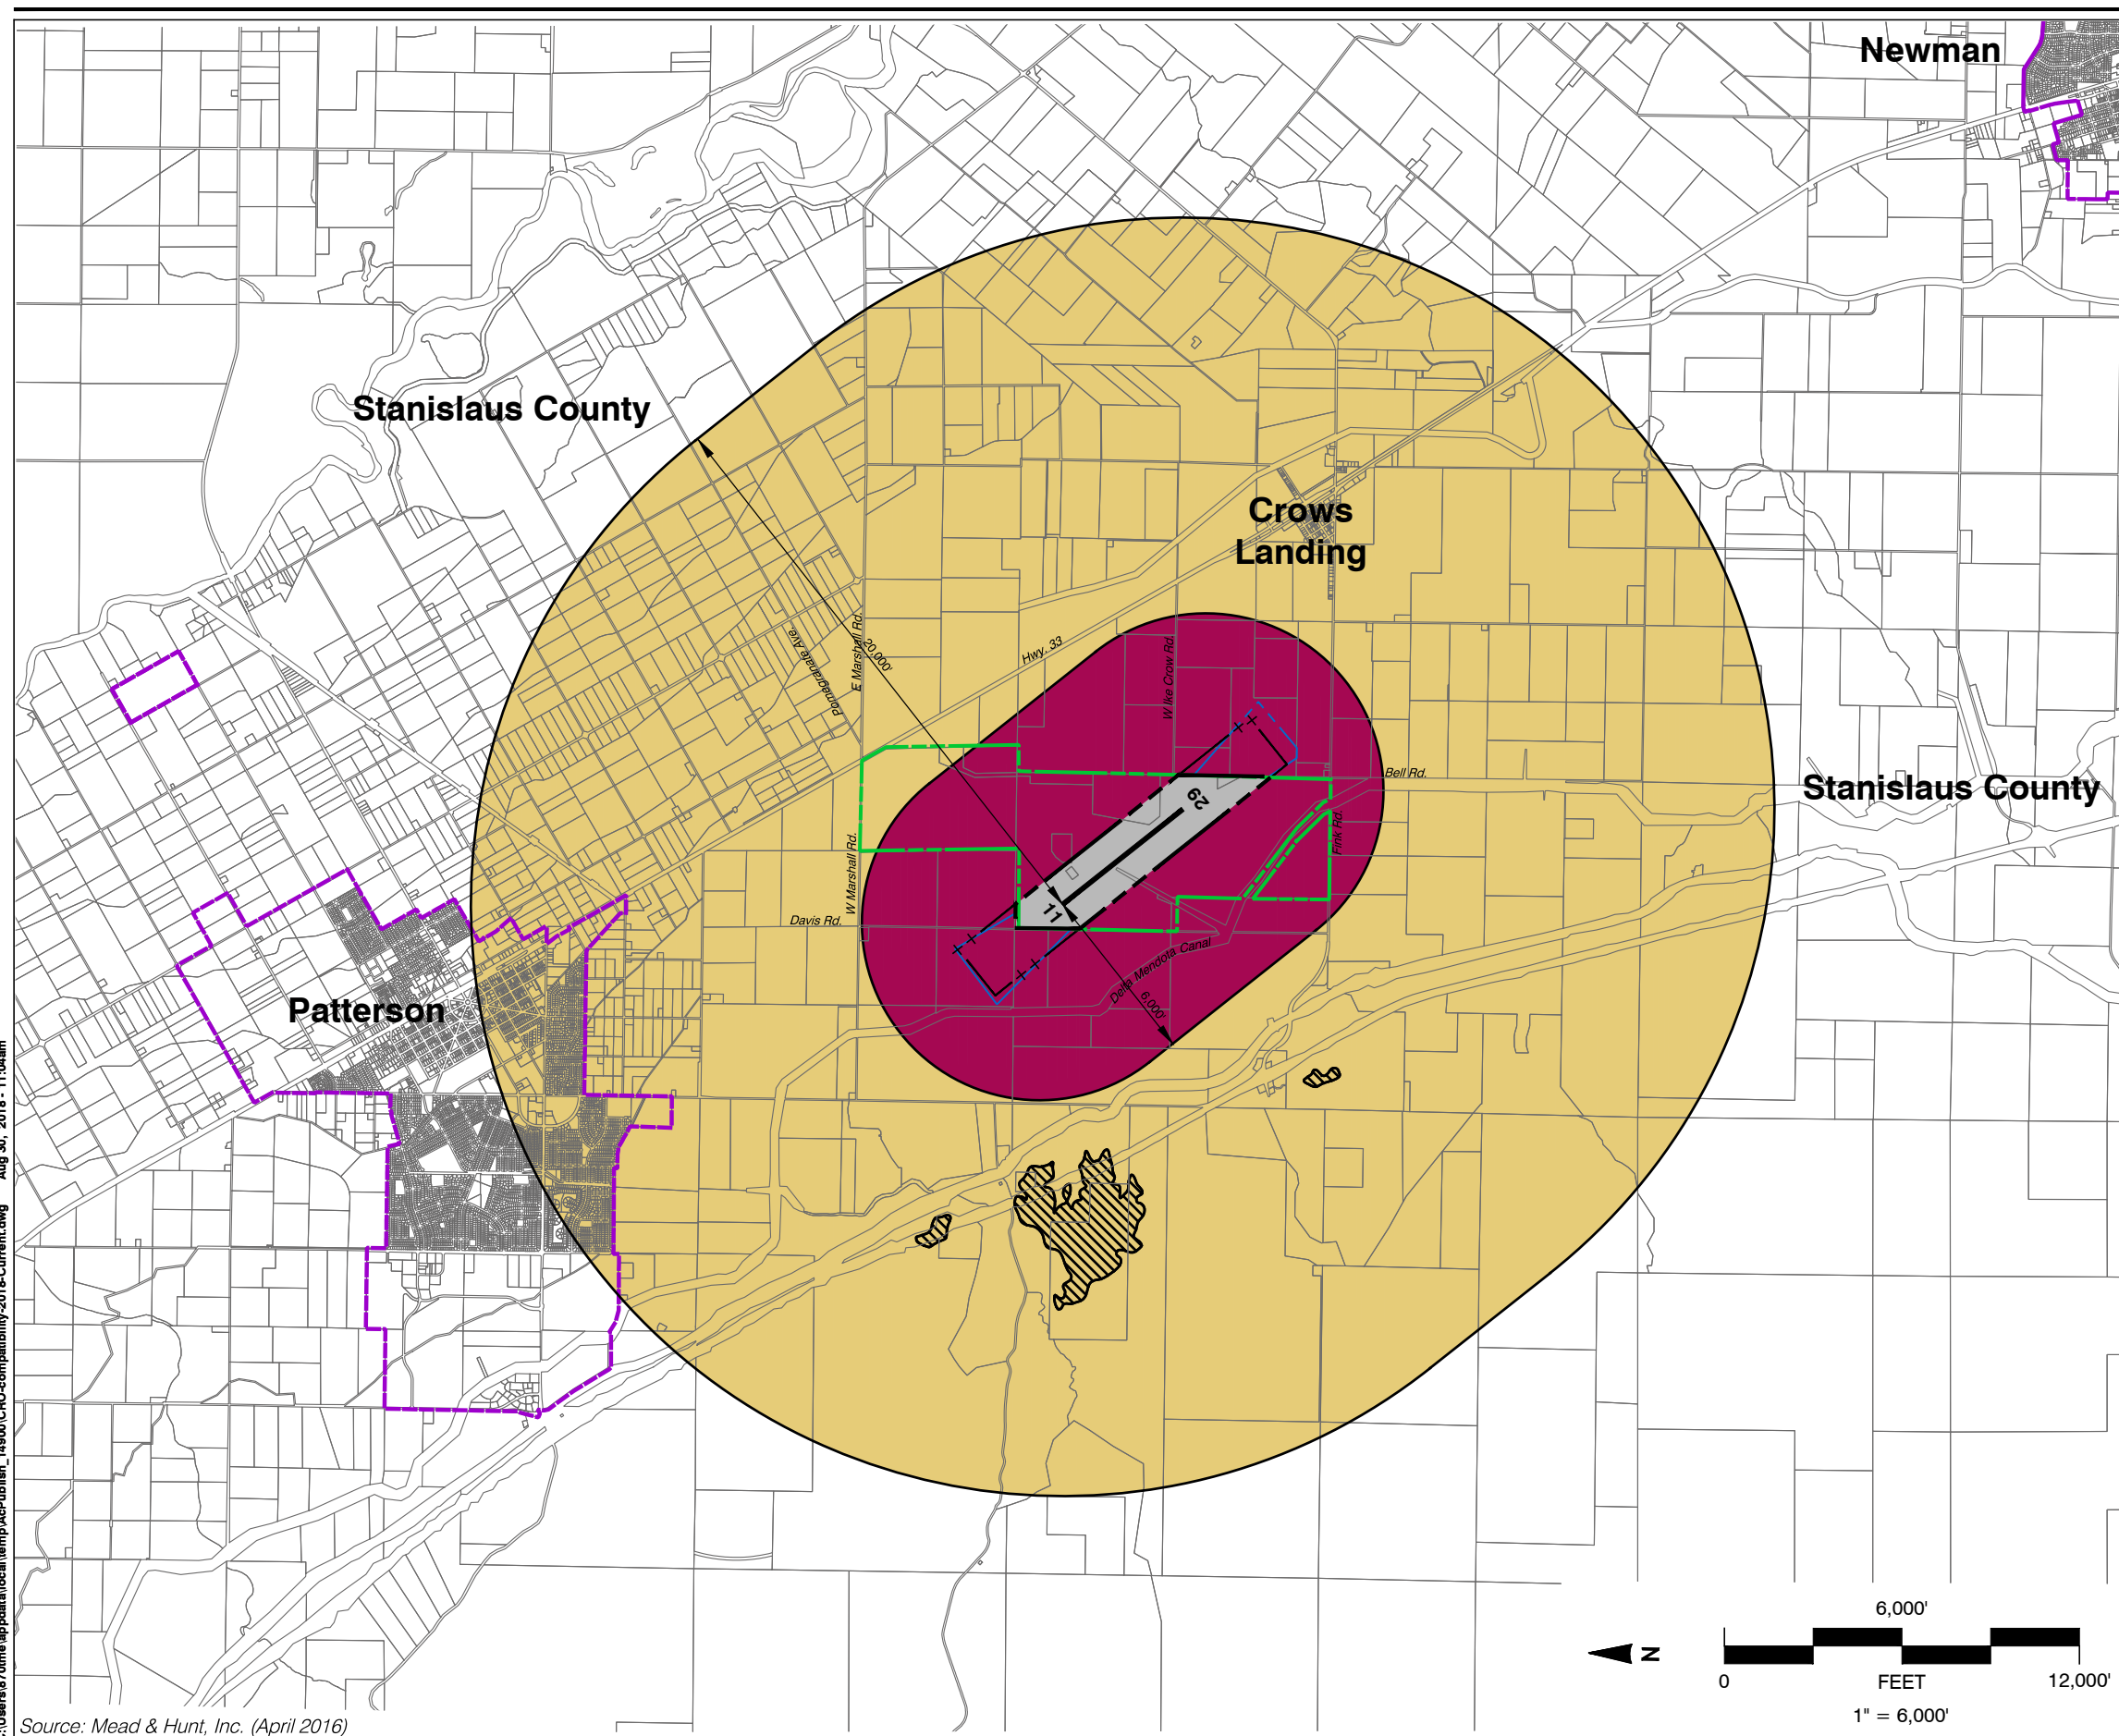 Newman
Stanislaus County
Crows
Landing
Pomegranate Ave.
E Marshall Rd.
20,000'
Hwy. 33
W Ike Crow Rd.
Bell Rd.
Stanislaus County
29
Fink Rd.
W Marshall Rd.
Davis Rd.
11
Delta Mendota Canal
6,000'
Patterson
N
6,000'
0
FEET
12,000'
1" = 6,000'
Source: Mead & Hunt, Inc. (April 2016)